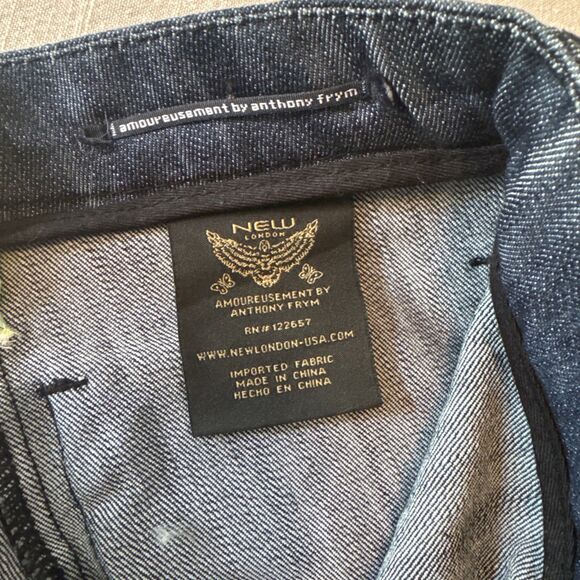 amoureusement by anthony frym
NEW
LONDON
AMOUREUSEMENT BY
ANTHONY FRYM
RN# 122657
WWW.NEWLONDON-USA.COM
IMPORTED FABRIC
MADE IN CHINA
HECHO EN CHINA